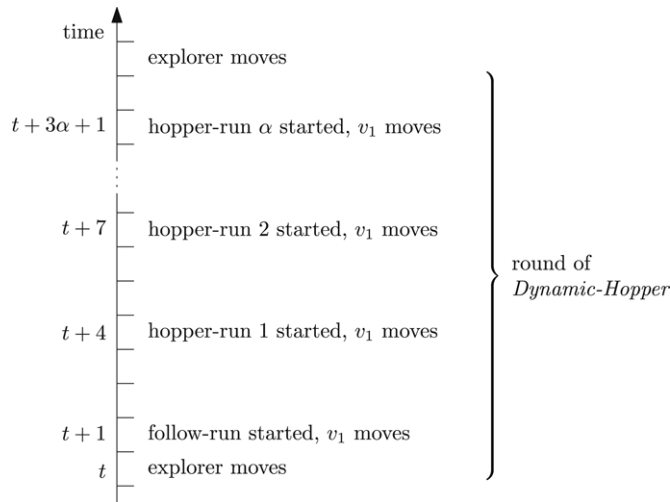 time
explorer moves
t + 3α + 1 hopper-run α started, v₁ moves
t + 7 hopper-run 2 started, v₁ moves
round of
Dynamic-Hopper
t + 4 hopper-run 1 started, v₁ moves
t + 1 follow-run started, v₁ moves
t explorer moves